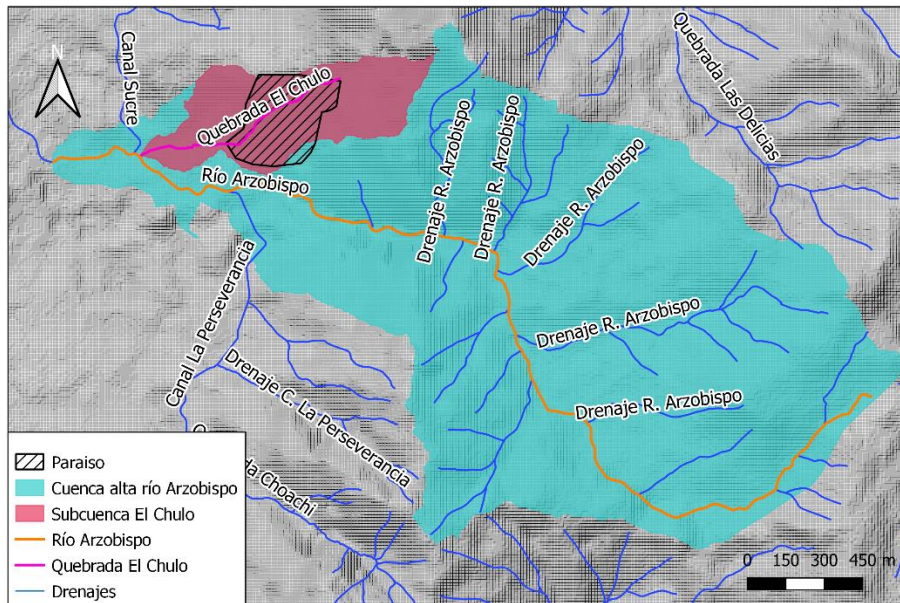 N
Canal Sucre
Quebrada El Chulo
Río Arzobispo
Drenaje R. Arzobispo
Drenaje R. Arzobispo
Drenaje R. Arzobispo
Quebrada Las Delicias
Canal La Perseverancia
Drenaje R. Arzobispo
Drenaje C. La Perseverancia
Drenaje R. Arzobispo
da Choachi
Paraiso
Cuenca alta río Arzobispo
Subcuenca El Chulo
Río Arzobispo
Quebrada El Chulo
Drenajes
0 150 300 450 m